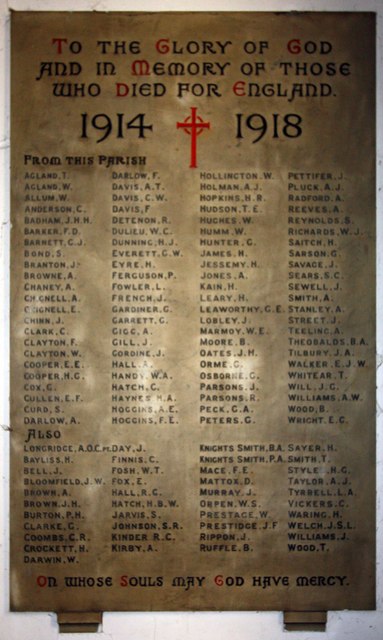 To the Glory of God
and in Memory of those
who Died for England.
1914 1918
From this Parish
Agland, T. Darlow, F. Hollington, W. Pettifer, J.
Agland, W. Davis, A.T. Holman, A.J. Pluck, A.J.
Allum, W. Davis, C.W. Hopkins, H.R. Radford, A.
Anderson, C. Davis, F Hudson, T.E. Reeves, A.
Badham, J.H.H. Detenon, R. Hughes, W. Reynolds, S.
Barker, F.D. Dulieu, W.C. Humm, W. Richards, W.J.
Barnett, C.J. Dunning, H.J. Hunter, G. Saitch, H.
Bond, S. Everett, C.W. James, H. Sarson, G.
Branton, J. Eyre, H. Jessemy, H. Savage, J.
Browne, A. Ferguson, P. Jones, A. Sears, S.C.
Chaney, A. Fowler, L. Kain, H. Sewell, J.
Chignell, A. French, J. Leary, H. Smith, A.
Chignell, E. Gardiner, G. Leaworthy, G.E. Stanley, A.
Chinn, J. Garrett, G. Lobley, J. Street, J.
Clark, C. Gigg, A. Marmoy, W.E. Teeling, A.
Clayton, F. Gill, J. Moore, B. Theobalds, B.A.
Clayton, W. Gordine, J. Oates, J.H. Tilbury, J.A.
Cooper, E.E. Hall, A. Orme, G. Walker, E.J.W.
Cooper, H.G. Handy, W.A. Osborne, G. Whitear, T.
Cox, G. Hatch, C. Parsons, J. Will, J.C.
Cullen, E.F. Haynes, H.A. Parsons, R. Williams, A.W.
Curd, S. Hoggins, A.E. Peck, G.A. Wood, B.
Darlow, A. Hoggins, F.E. Peters, G. Wright, E.C.
Also
Longridge, A.O.C. Pt. Day, J. Knights Smith, B.A. Sayer, H.
Bayliss, H. Finnis, C. Knights Smith, P.A. Smith, T.
Bell, J. Fosh, W.T. Mace, F.E. Style, H.G.
Bloomfield, J.W. Fox, E. Mattox, D. Taylor, A.J.
Brown, A. Hall, R.G. Murray, J. Tyrbell, L.A.
Brown, J.H. Hatch, H.B.W. Orpen, W.S. Vickers, C.
Burton, P.H. Jarvis, S. Prestage, W. Waring, H.
Clarke, G. Johnson, S.R. Prestidge, J.F Welch, J.S.L.
Coombs, C.R. Kinder, R.C. Rippon, J. Williams, J.
Crockett, H. Kirby, A. Ruffle, B. Wood, T.
Darwin, W.
On whose Souls may God have mercy.